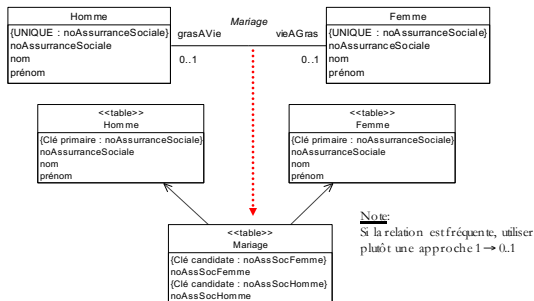 Homme
{UNIQUE : noAssurranceSociale}
noAssurranceSociale
nom
prénom
Mariage
grasAVie
vieAGras
0..1
0..1
Femme
{UNIQUE : noAssurranceSociale}
noAssurranceSociale
nom
prénom
<<table>>
Homme
{Clé primaire : noAssurranceSociale}
noAssurranceSociale
nom
prénom
<<table>>
Femme
{Clé primaire : noAssurranceSociale}
noAssurranceSociale
nom
prénom
<<table>>
Mariage
{Clé candidate : noAssSocFemme}
noAssSocFemme
{Clé candidate : noAssSocHomme}
noAssSocHomme
Note:
Si la relation est fréquente, utiliser
plutôt une approche 1 → 0..1